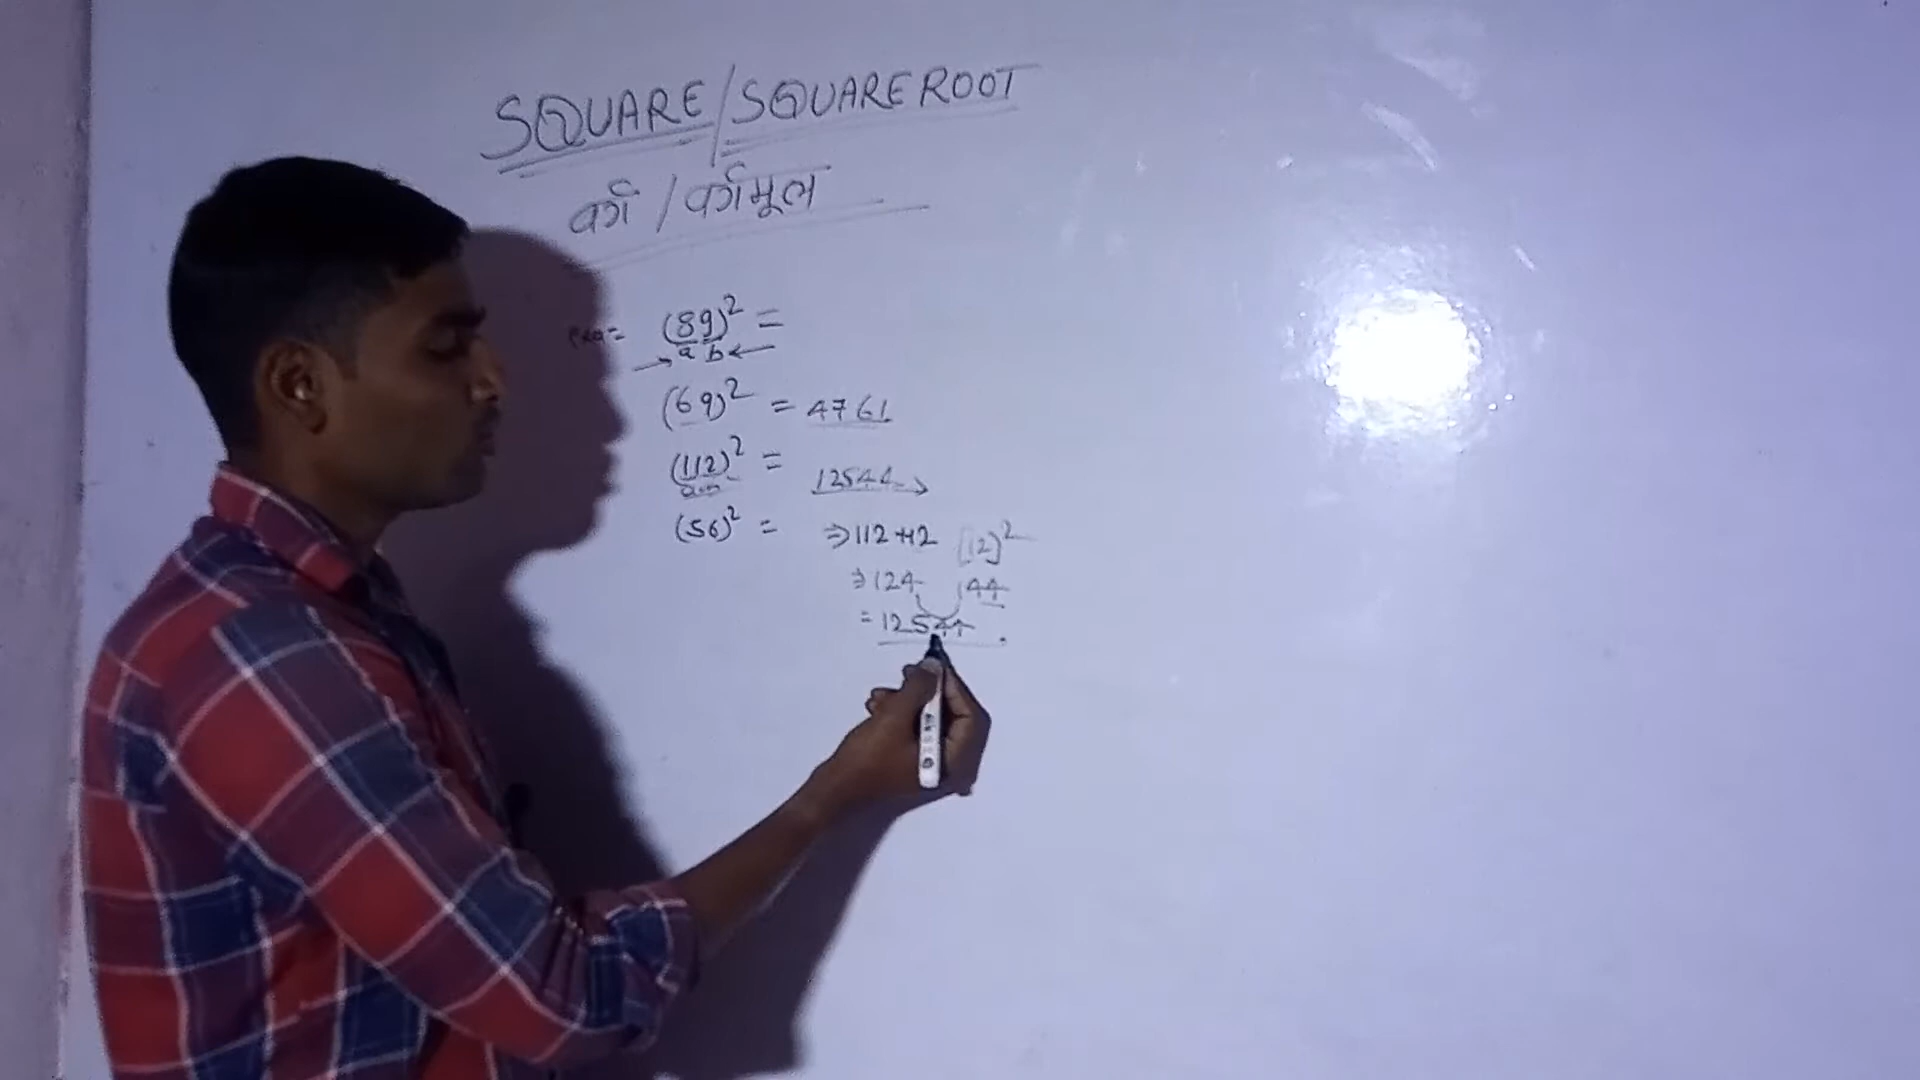 SQUARE/SQUARE ROOT
वर्ग / वर्गमूल
(89)² =
a b
(69)² = 4761
(112)² = 12544
(56)² =
⇒ 112+12 (12)²
⇒ 124 144
= 12544